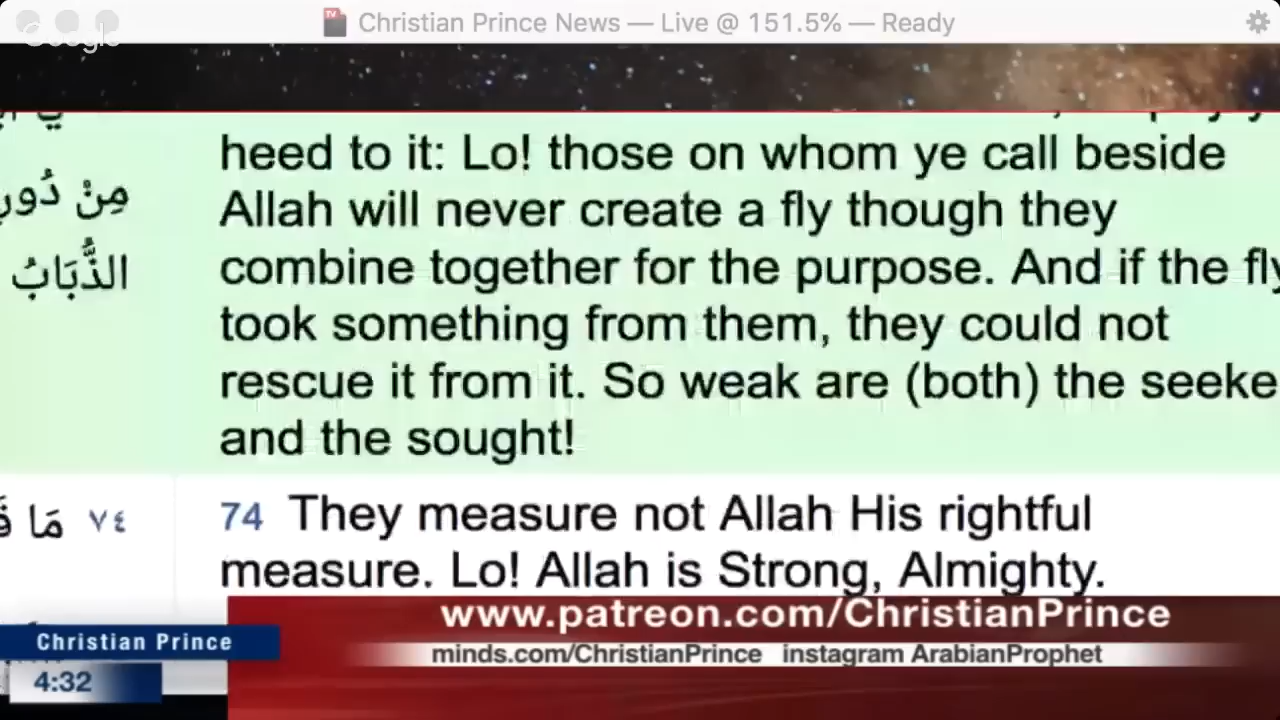 Christian Prince News — Live @ 151.5% — Ready
Google
heed to it: Lo! those on whom ye call beside
مِنْ دُونِ
Allah will never create a fly though they
الذُّبَابُ
combine together for the purpose. And if the fly
took something from them, they could not
rescue it from it. So weak are (both) the seeke
and the sought!
٧٤ مَا
74 They measure not Allah His rightful
measure. Lo! Allah is Strong, Almighty.
www.patreon.com/ChristianPrince
Christian Prince
minds.com/ChristianPrince instagram ArabianProphet
4:32